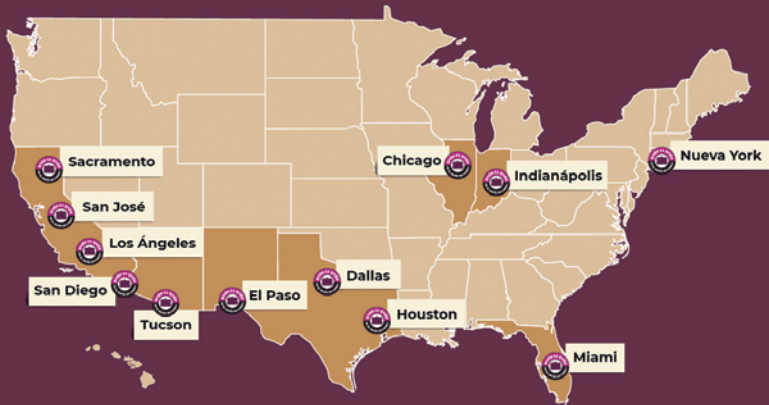 Sacramento
San José
Los Ángeles
San Diego
Tucson
El Paso
Dallas
Houston
Chicago
Indianápolis
Nueva York
Miami